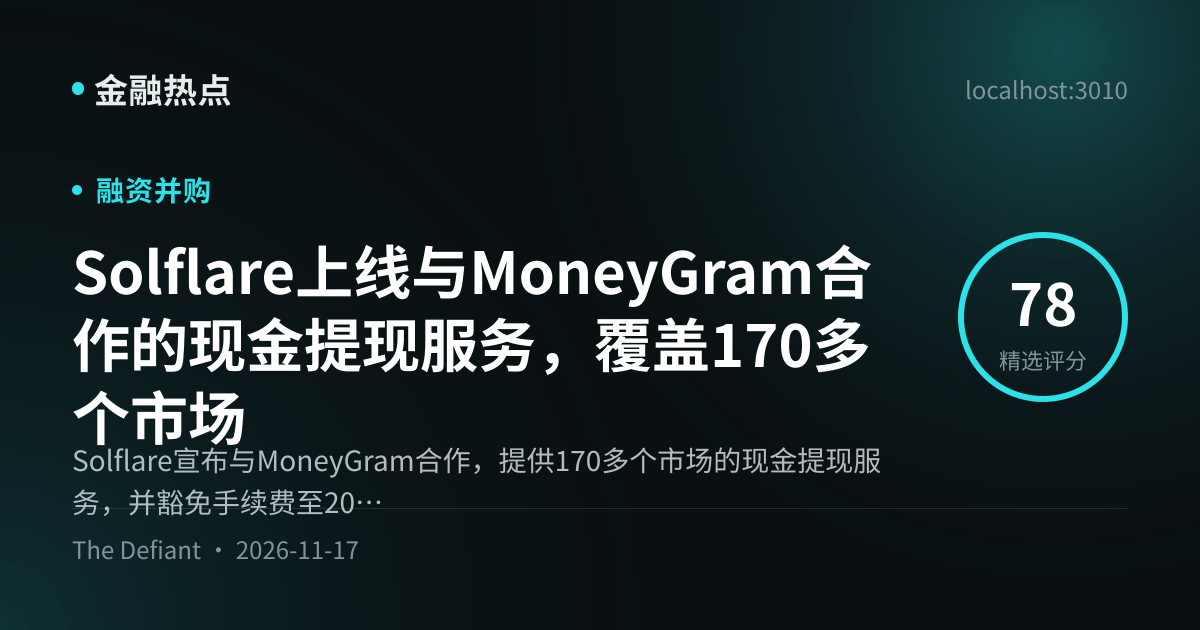 金融热点
localhost:3010
融资并购
Solflare上线与MoneyGram合
作的现金提现服务，覆盖170多
个市场
78
精选评分
Solflare宣布与MoneyGram合作，提供170多个市场的现金提现服
务，并豁免手续费至20…
The Defiant · 2026-11-17